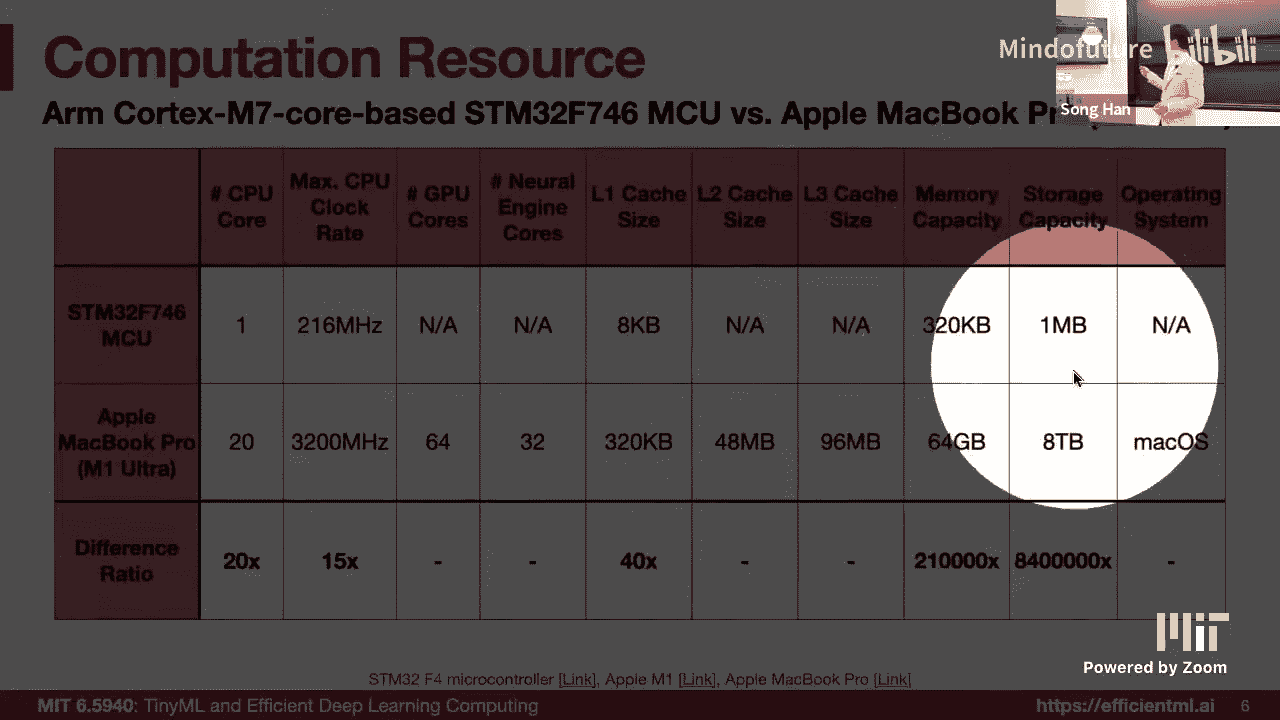 Computation Resource
Mindofuture bilibili
Song Han
Arm Cortex-M7-core-based STM32F746 MCU vs. Apple MacBook
# CPU Core
Max. CPU Clock Rate
# GPU Cores
# Neural Engine Cores
L1 Cache Size
L2 Cache Size
L3 Cache Size
Memory Capacity
Storage Capacity
Operating System
STM32F746 MCU
1
216MHz
N/A
N/A
8KB
N/A
N/A
320KB
1MB
N/A
Apple MacBook Pro (M1 Ultra)
20
3200MHz
64
32
320KB
48MB
96MB
64GB
8TB
macOS
Difference Ratio
20x
15x
-
-
40x
-
-
210000x
8400000x
-
MIT
Powered by Zoom
STM32 F4 microcontroller [Link], Apple M1 [Link], Apple MacBook Pro [Link]
MIT 6.5940: TinyML and Efficient Deep Learning Computing
https://efficientml.ai 6